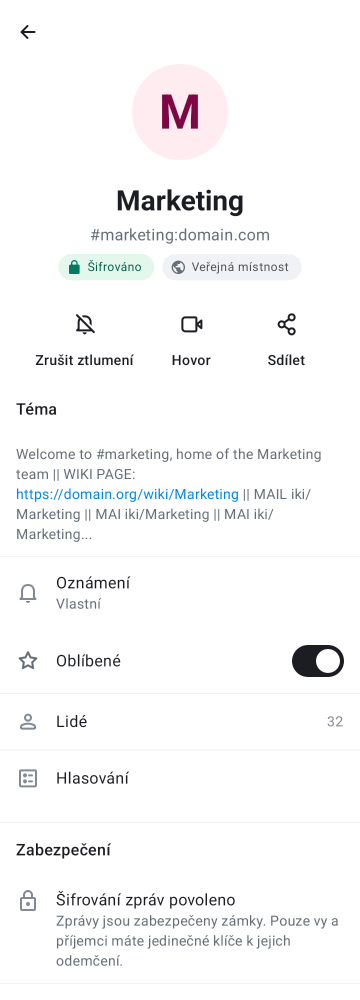 M
Marketing
#marketing:domain.com
Šifrováno
Veřejná místnost
Zrušit ztlumení
Hovor
Sdílet
Téma
Welcome to #marketing, home of the Marketing
team || WIKI PAGE:
https://domain.org/wiki/Marketing || MAIL iki/
Marketing || MAI iki/Marketing || MAI iki/
Marketing...
Oznámení
Vlastní
Oblíbené
Lidé
32
Hlasování
Zabezpečení
Šifrování zpráv povoleno
Zprávy jsou zabezpečeny zámky. Pouze vy a
příjemci máte jedinečné klíče k jejich
odemčení.